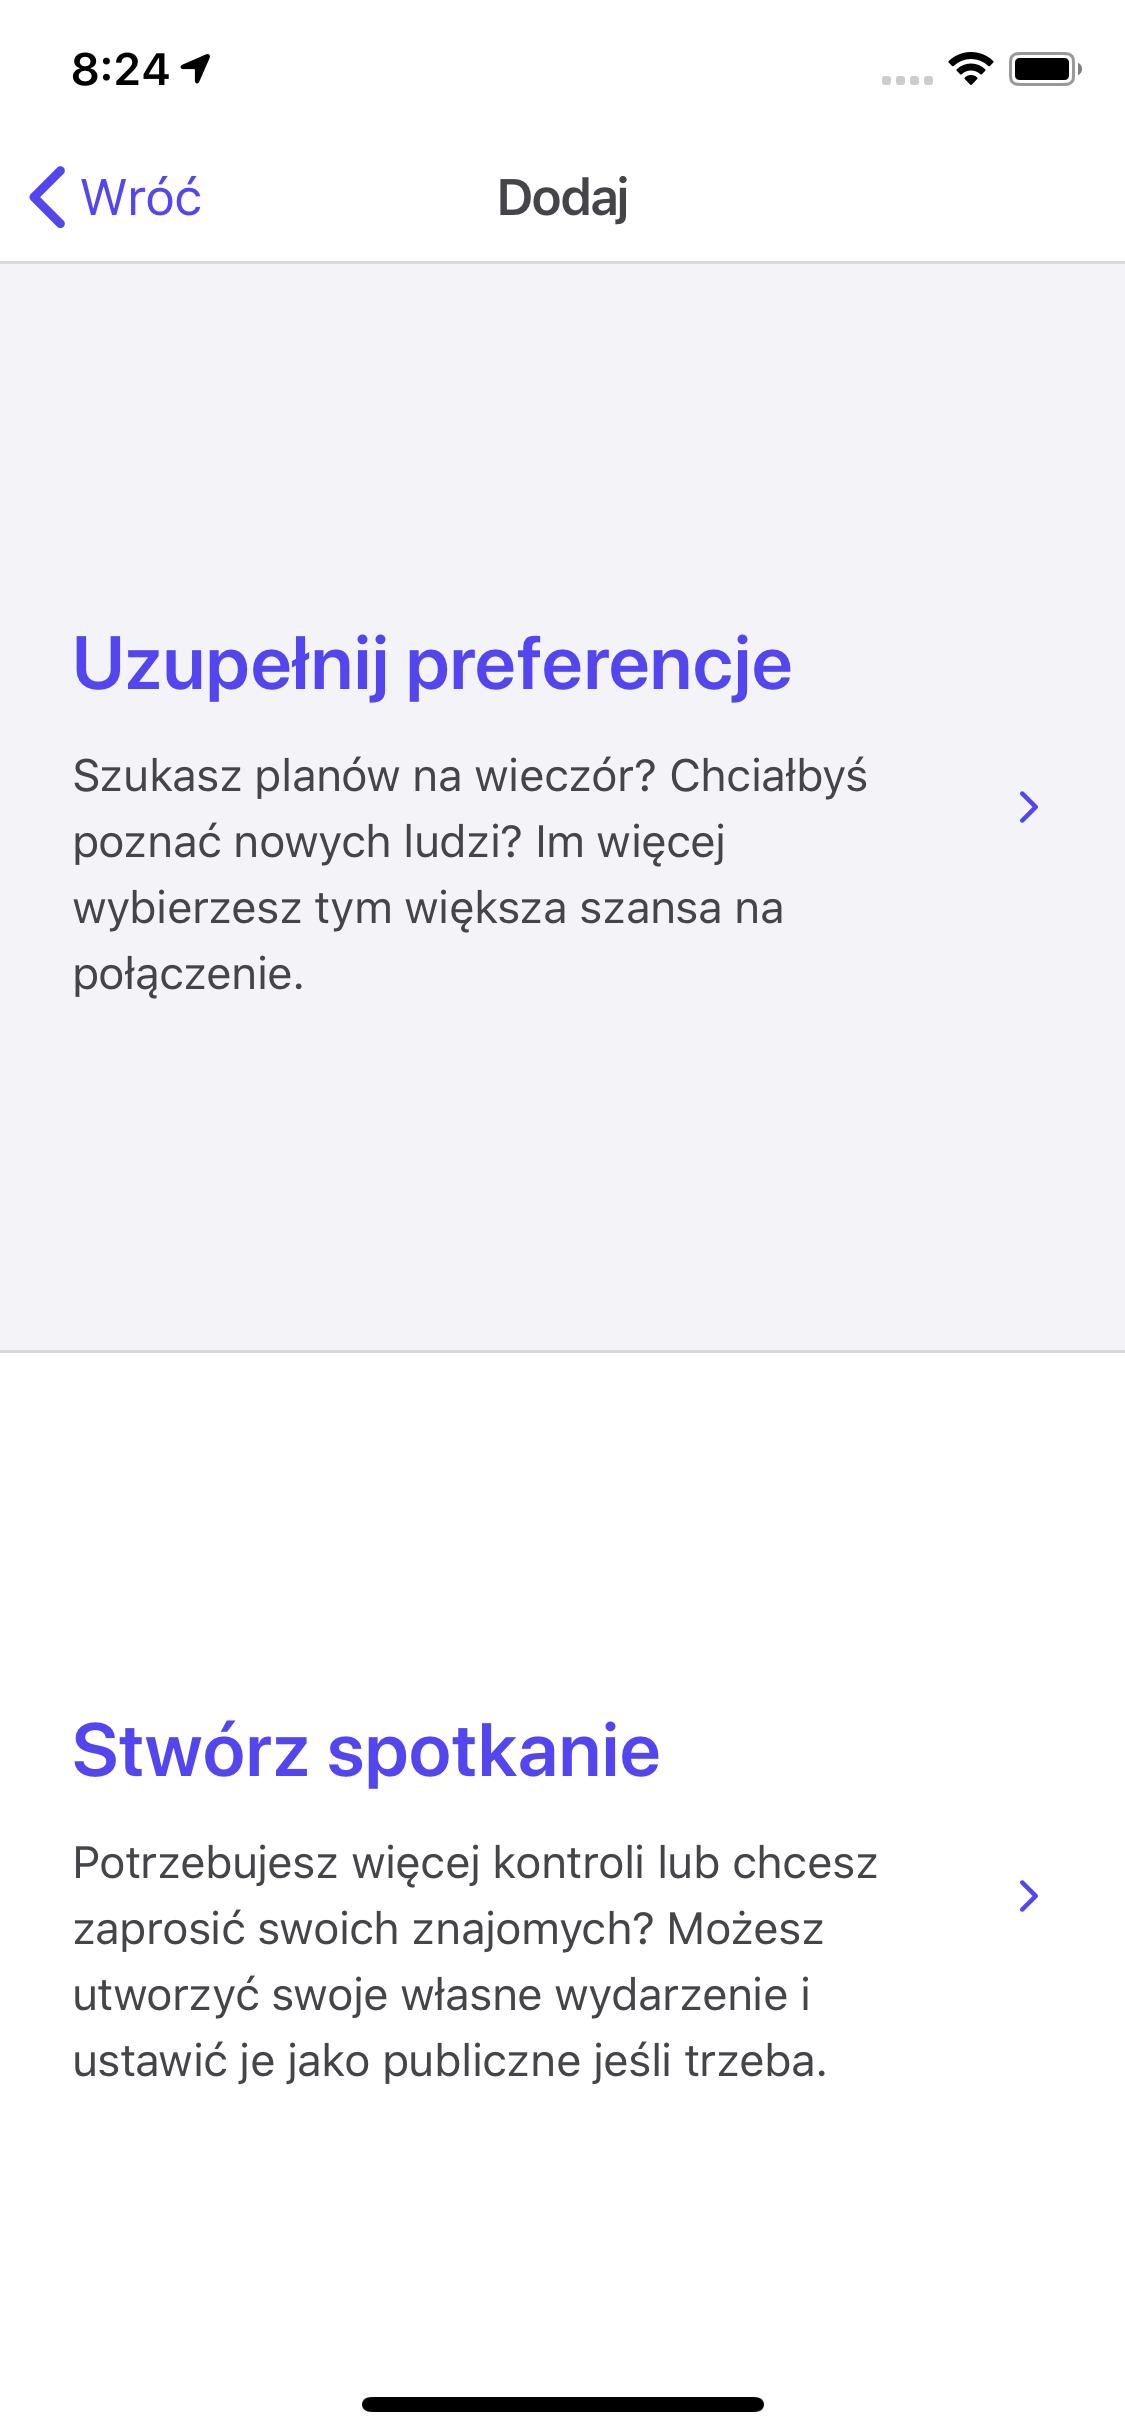 8:24
Wróć
Dodaj
Uzupełnij preferencje
Szukasz planów na wieczór? Chciałbyś
poznać nowych ludzi? Im więcej
wybierzesz tym większa szansa na
połączenie.
Stwórz spotkanie
Potrzebujesz więcej kontroli lub chcesz
zaprosić swoich znajomych? Możesz
utworzyć swoje własne wydarzenie i
ustawić je jako publiczne jeśli trzeba.